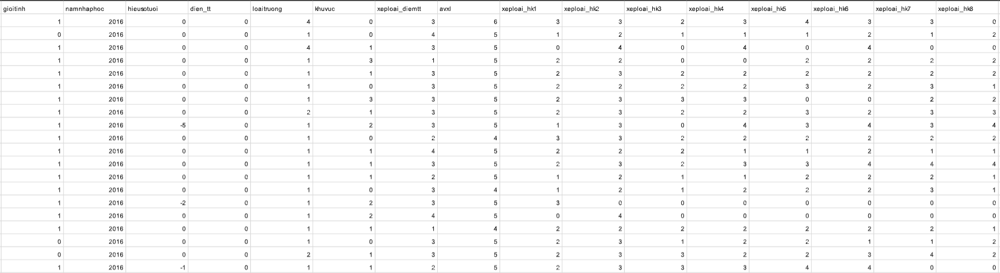 gioitinh namnhaphoc hieusotuoi dien_tt loaitruong khuvuc xeploai_diemtt avxl xeploai_hk1 xeploai_hk2 xeploai_hk3 xeploai_hk4 xeploai_hk5 xeploai_hk6 xeploai_hk7 xeploai_hk8
1 2016 0 0 4 0 3 6 3 3 2 3 4 3 3 0
0 2016 0 0 1 0 4 5 1 2 1 1 1 2 1 2
1 2016 0 0 4 1 3 5 0 4 0 4 0 4 0 0
1 2016 0 0 1 3 1 5 2 2 0 0 2 2 2 2
1 2016 0 0 1 1 3 5 2 3 2 2 2 2 2 2
1 2016 0 0 1 0 3 5 2 2 2 2 3 2 3 1
1 2016 0 0 1 3 3 5 2 3 3 3 0 0 2 2
1 2016 0 0 2 1 3 5 2 3 2 2 3 2 3 3
1 2016 -5 0 1 2 3 5 1 3 0 4 3 4 3 4
1 2016 0 0 1 0 2 4 3 3 2 2 2 2 2 2
1 2016 0 0 1 1 4 5 2 2 2 1 1 2 1 1
1 2016 0 0 1 1 3 5 2 3 2 3 3 4 4 4
1 2016 0 0 1 1 2 5 1 2 1 1 2 2 2 1
1 2016 0 0 1 0 3 4 1 2 1 2 2 2 3 1
1 2016 -2 0 1 2 3 5 3 0 0 0 0 0 0 0
1 2016 0 0 1 2 4 5 0 4 0 0 0 0 0 0
1 2016 0 0 1 1 1 4 2 2 2 2 2 2 2 1
0 2016 0 0 1 0 3 5 2 3 1 2 2 1 1 2
0 2016 0 0 2 1 3 5 2 3 3 2 2 3 4 2
1 2016 -1 0 1 1 2 5 2 3 3 3 4 4 0 0